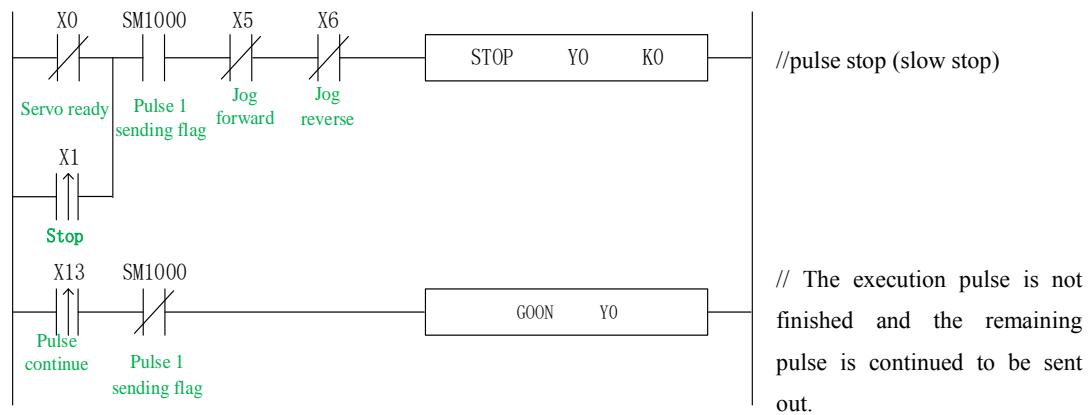 X0 SM1000 X5 X6
STOP Y0 K0
//pulse stop (slow stop)
Servo ready
Pulse 1
sending flag
Jog
forward
Jog
reverse
X1
Stop
X13 SM1000
GOON Y0
Pulse
continue
Pulse 1
sending flag
// The execution pulse is not
finished and the remaining
pulse is continued to be sent
out.